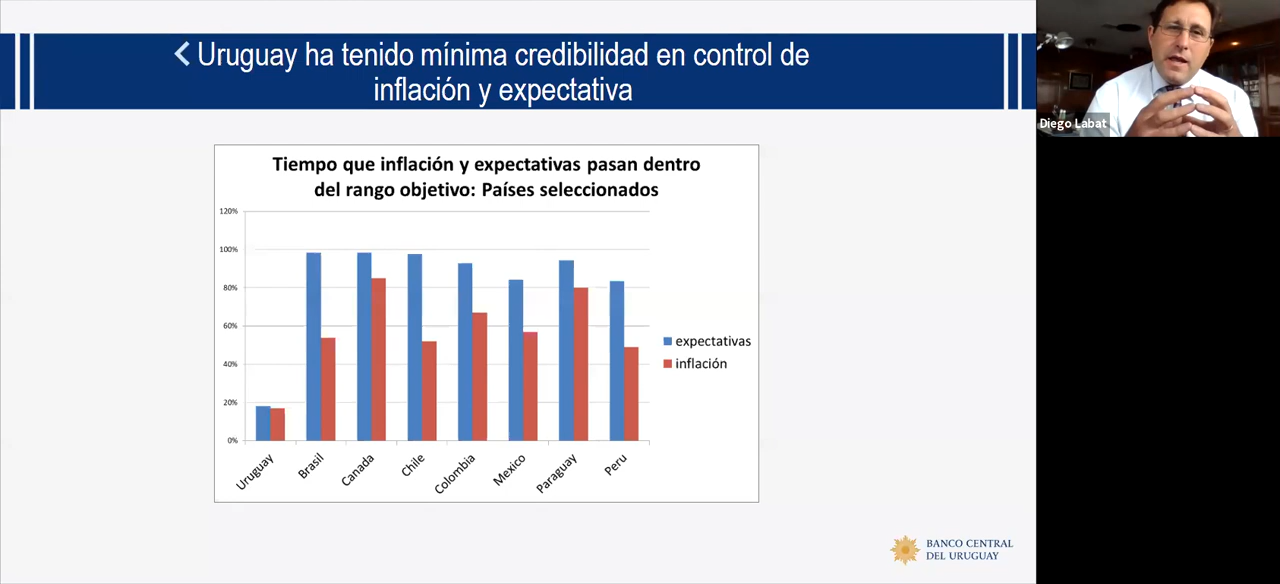 Uruguay ha tenido mínima credibilidad en control de
inflación y expectativa
Diego Labat
Tiempo que inflación y expectativas pasan dentro
del rango objetivo: Países seleccionados
120%
100%
80%
60%
40%
20%
0%
Uruguay
Brasil
Canada
Chile
Colombia
Mexico
Paraguay
Peru
expectativas
inflación
BANCO CENTRAL
DEL URUGUAY